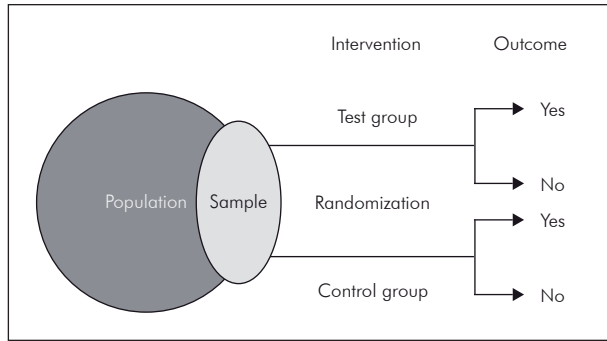 Intervention Outcome
Test group
Yes
No
Population Sample Randomization
Yes
Control group
No